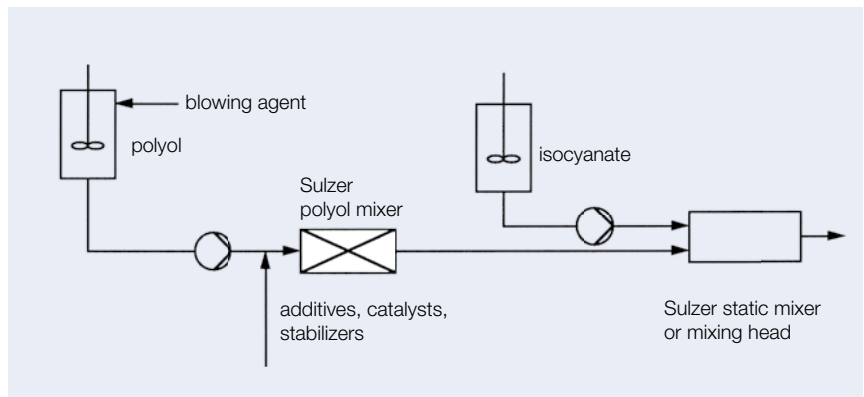 blowing agent
polyol
isocyanate
Sulzer
polyol mixer
additives, catalysts,
stabilizers
Sulzer static mixer
or mixing head